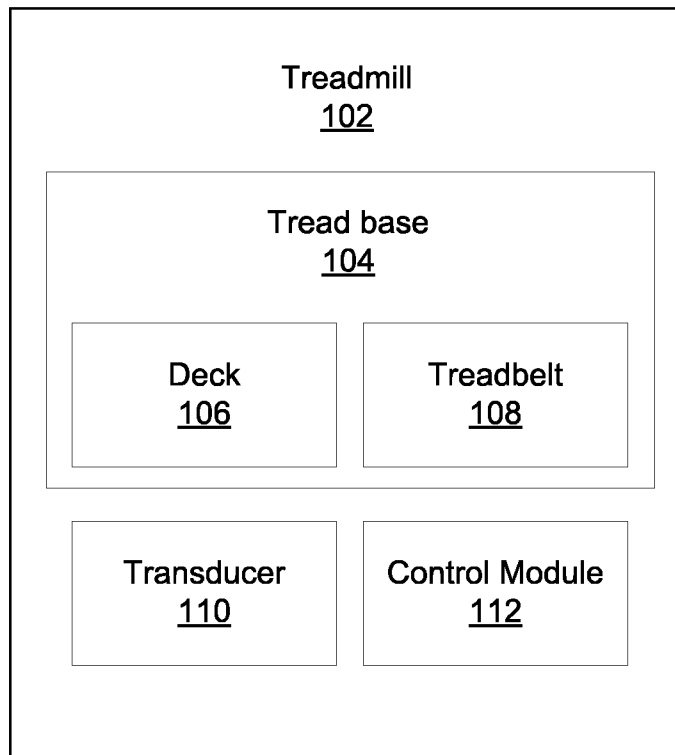 Treadmill
102
Tread base
104
Deck
106
Treadbelt
108
Transducer
110
Control Module
112